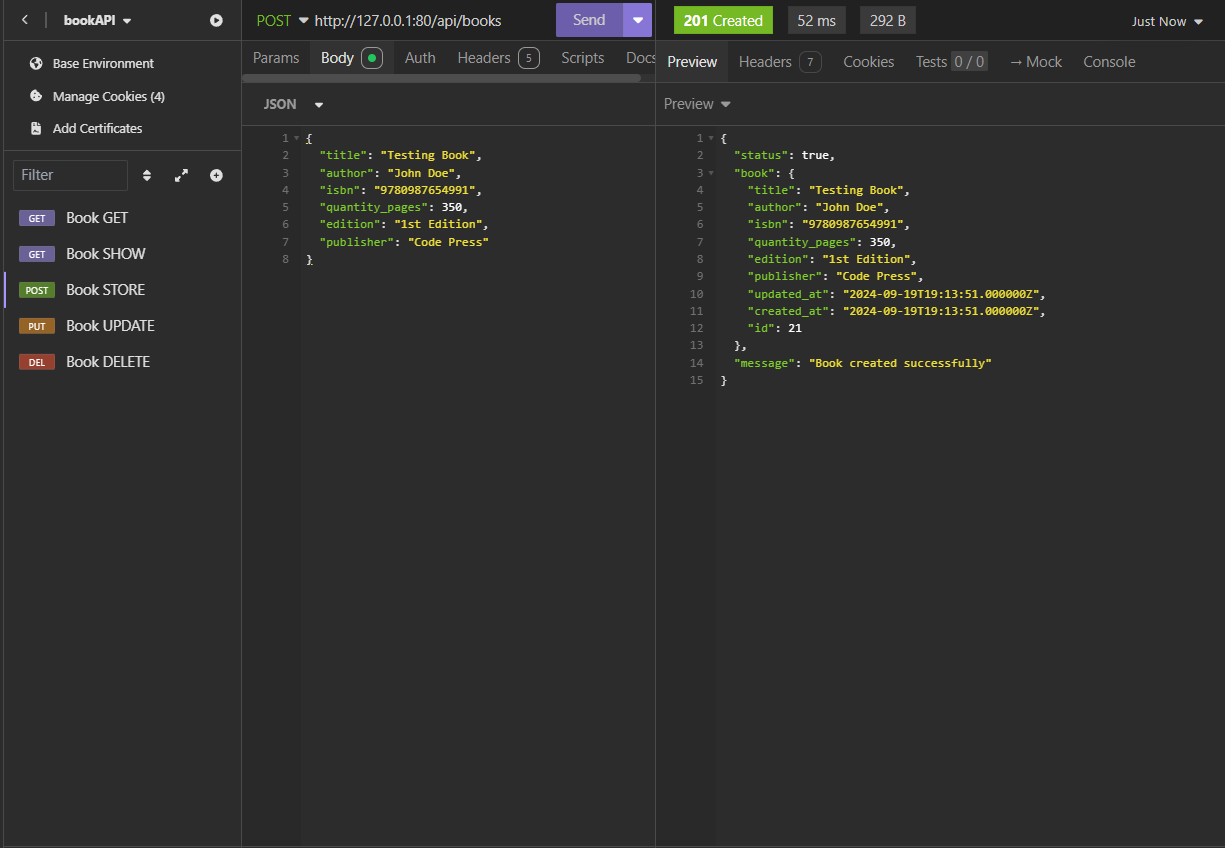 bookAPI
Base Environment
Manage Cookies (4)
Add Certificates
Filter
GET Book GET
GET Book SHOW
POST Book STORE
PUT Book UPDATE
DEL Book DELETE
POST http://127.0.0.1:80/api/books Send
Params Body Auth Headers 5 Scripts Docs
JSON
1 {
2 "title": "Testing Book",
3 "author": "John Doe",
4 "isbn": "9780987654991",
5 "quantity_pages": 350,
6 "edition": "1st Edition",
7 "publisher": "Code Press"
8 }
201 Created 52 ms 292 B Just Now
Preview Headers 7 Cookies Tests 0 / 0 → Mock Console
Preview
1 {
2 "status": true,
3 "book": {
4 "title": "Testing Book",
5 "author": "John Doe",
6 "isbn": "9780987654991",
7 "quantity_pages": 350,
8 "edition": "1st Edition",
9 "publisher": "Code Press",
10 "updated_at": "2024-09-19T19:13:51.000000Z",
11 "created_at": "2024-09-19T19:13:51.000000Z",
12 "id": 21
13 },
14 "message": "Book created successfully"
15 }